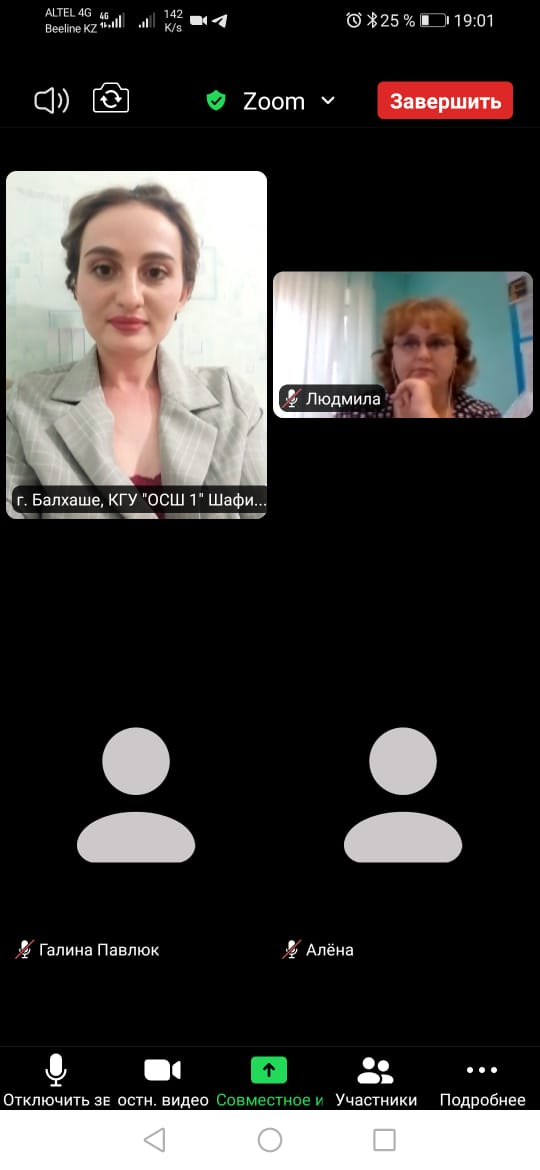 ALTEL 4G 4G 142 25 % 19:01
Beeline KZ K/s
Zoom Завершить
г. Балхаше, КГУ "ОСШ 1" Шафи...
Людмила
Галина Павлюк Алёна
Отключить зв остн. видео Совместное и Участники Подробнее